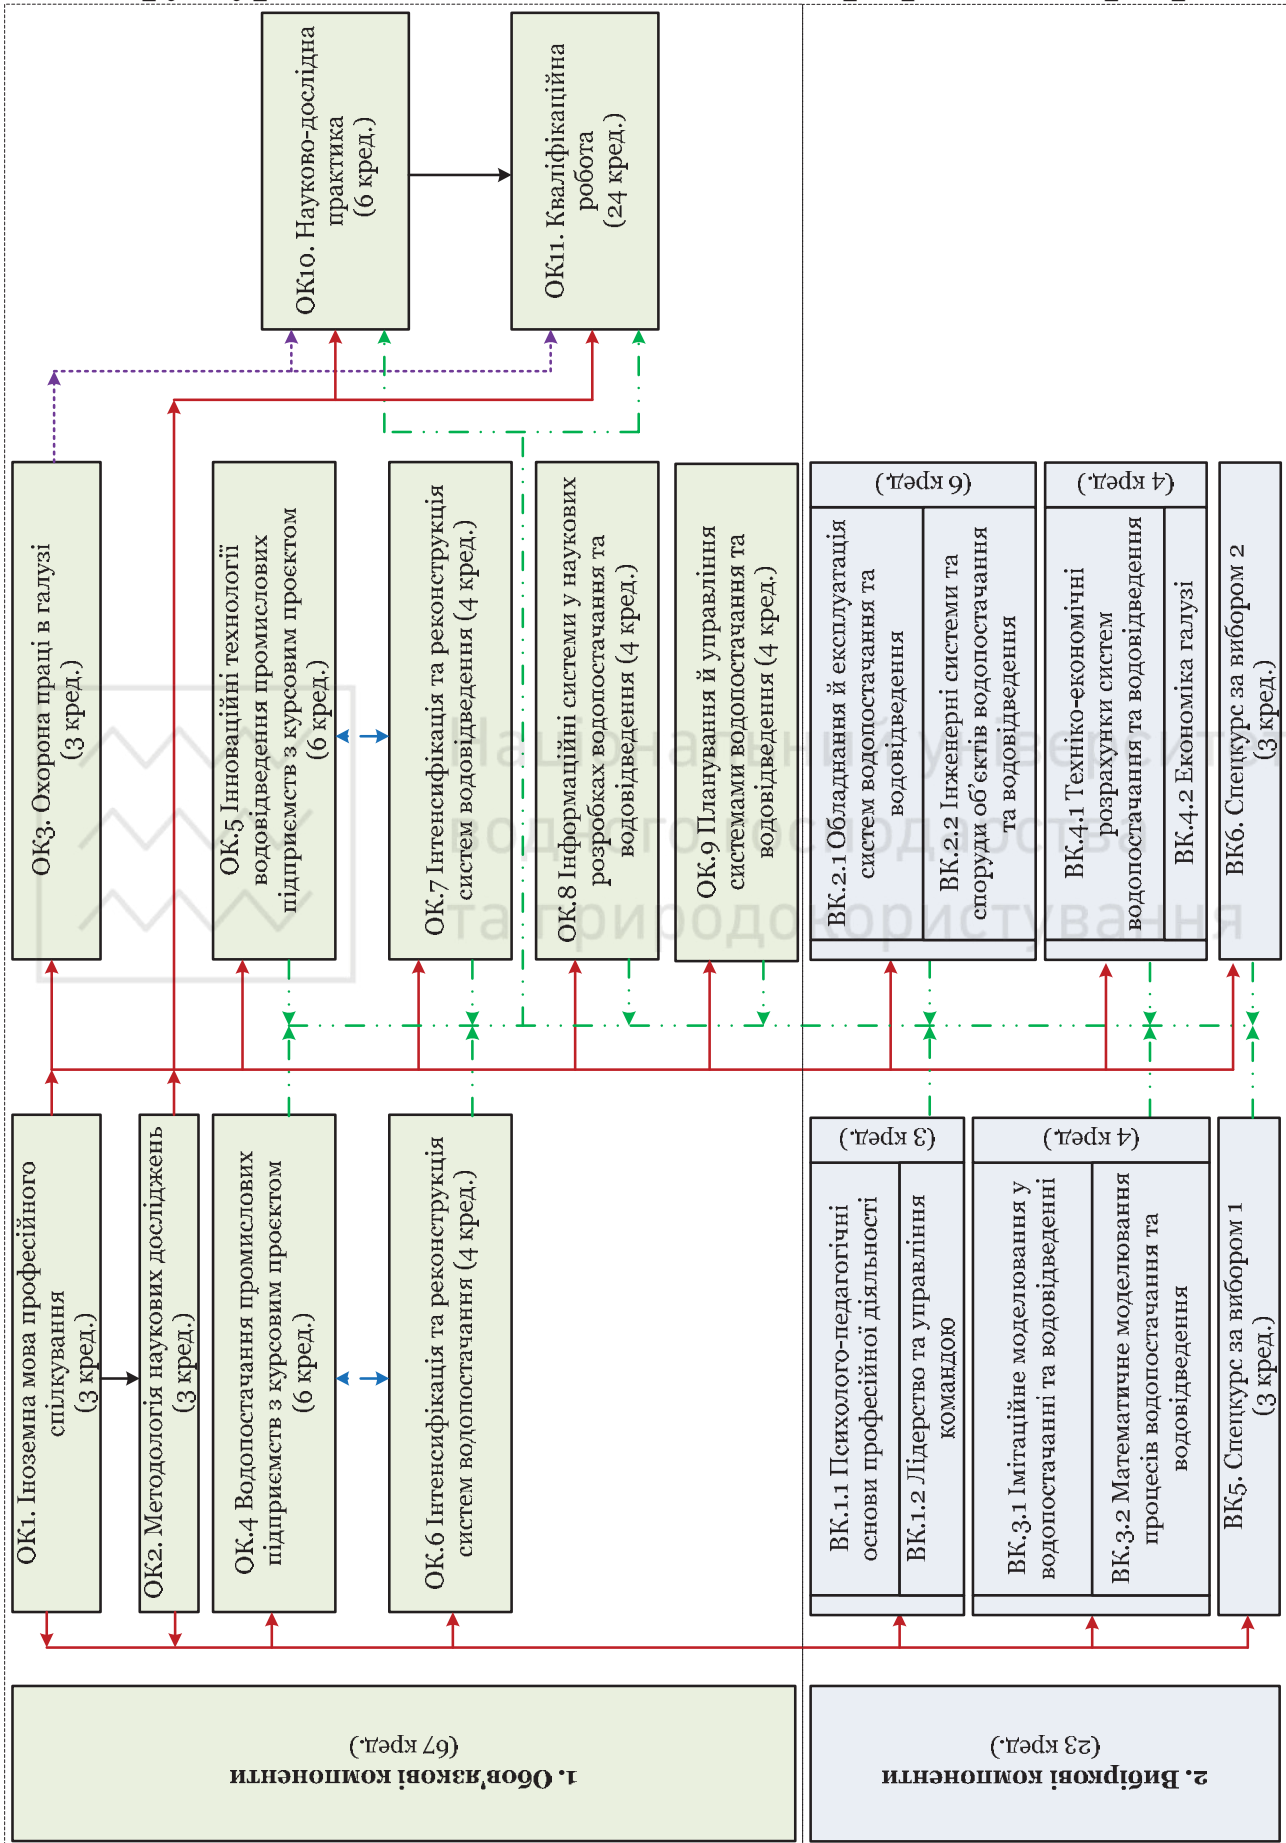 1. Обов'язкові компоненти
(67 кред.)
ОК1. Іноземна мова професійного
спілкування
(3 кред.)
ОК2. Методологія наукових досліджень
(3 кред.)
ОК.4 Водопостачання промислових
підприємств з курсовим проєктом
(6 кред.)
ОК.6 Інтенсифікація та реконструкція
систем водопостачання (4 кред.)
ОК3. Охорона праці в галузі
(3 кред.)
ОК.5 Інноваційні технології
водовідведення промислових
підприємств з курсовим проєктом
(6 кред.)
ОК.7 Інтенсифікація та реконструкція
систем водовідведення (4 кред.)
ОК.8 Інформаційні системи у наукових
розробках водопостачання та
водовідведення (4 кред.)
ОК.9 Планування й управління
системами водопостачання та
водовідведення (4 кред.)
ОК10. Науково-дослідна
практика
(6 кред.)
ОК11. Кваліфікаційна
робота
(24 кред.)
2. Вибіркові компоненти
(23 кред.)
ВК.1.1 Психолого-педагогічні
основи професійної діяльності
ВК.1.2 Лідерство та управління
командою
(3 кред.)
ВК.3.1 Імітаційне моделювання у
водопостачанні та водовідведенні
ВК.3.2 Математичне моделювання
процесів водопостачання та
водовідведення
(4 кред.)
ВК5. Спецкурс за вибором 1
(3 кред.)
ВК.2.1 Обладнання й експлуатація
систем водопостачання та
водовідведення
ВК.2.2 Інженерні системи та
споруди об'єктів водопостачання
та водовідведення
(6 кред.)
ВК.4.1 Техніко-економічні
розрахунки систем
водопостачання та водовідведення
ВК.4.2 Економіка галузі
(4 кред.)
ВК6. Спецкурс за вибором 2
(3 кред.)
Національний університет
водного господарства
та природокористування